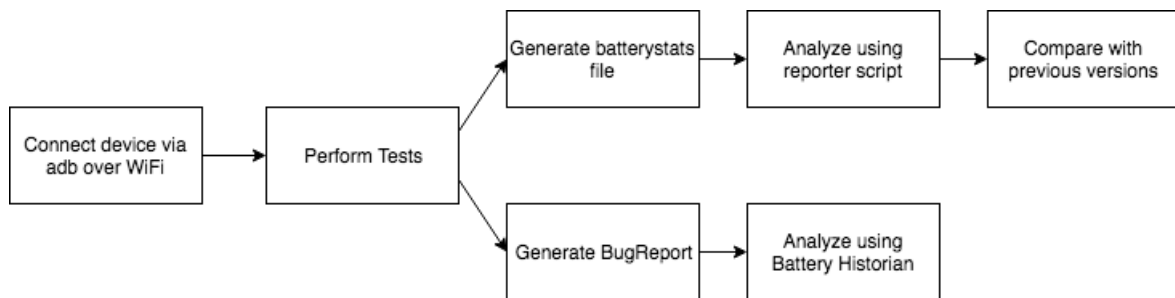 Connect device via
adb over WiFi
Perform Tests
Generate batterystats
file
Analyze using
reporter script
Compare with
previous versions
Generate BugReport
Analyze using
Battery Historian